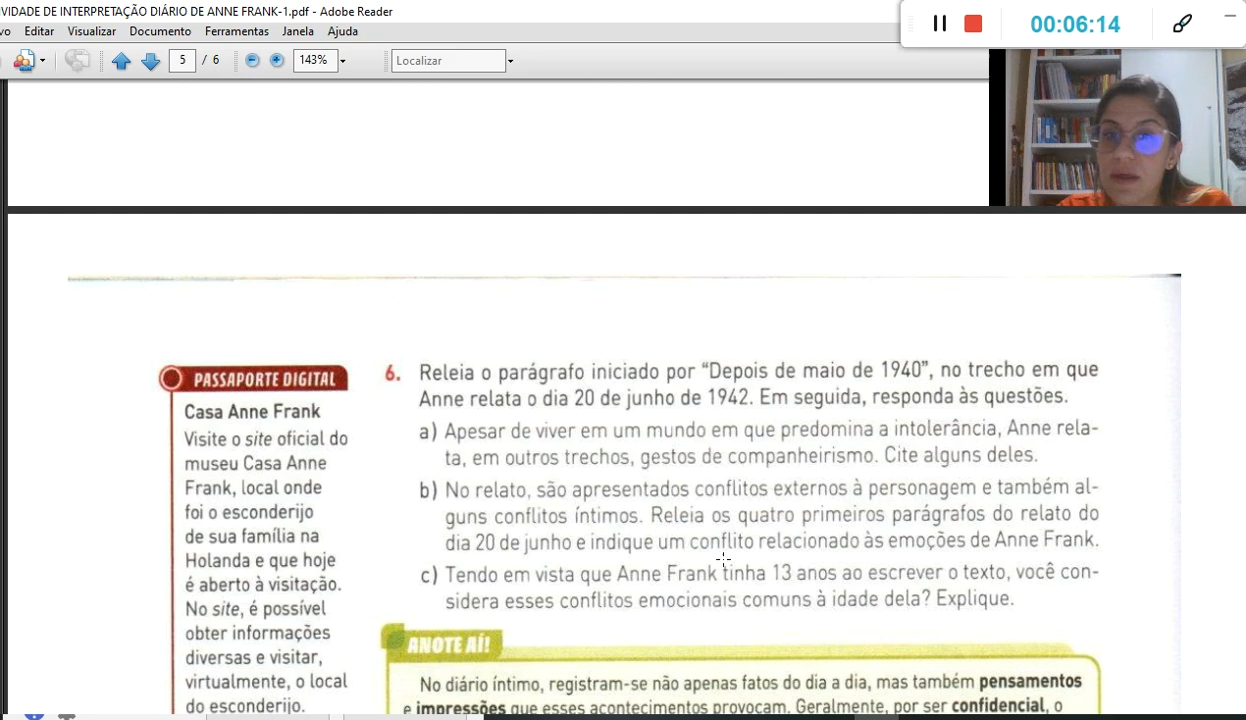 IVIDADE DE INTERPRETAÇÃO DIÁRIO DE ANNE FRANK-1.pdf - Adobe Reader
vo Editar Visualizar Documento Ferramentas Janela Ajuda
5 / 6 143% Localizar
00:06:14
PASSAPORTE DIGITAL
Casa Anne Frank
Visite o site oficial do
museu Casa Anne
Frank, local onde
foi o esconderijo
de sua família na
Holanda e que hoje
é aberto à visitação.
No site, é possível
obter informações
diversas e visitar,
virtualmente, o local
do esconderijo.
6. Releia o parágrafo iniciado por “Depois de maio de 1940”, no trecho em que
Anne relata o dia 20 de junho de 1942. Em seguida, responda às questões.
a) Apesar de viver em um mundo em que predomina a intolerância, Anne rela-
ta, em outros trechos, gestos de companheirismo. Cite alguns deles.
b) No relato, são apresentados conflitos externos à personagem e também al-
guns conflitos íntimos. Releia os quatro primeiros parágrafos do relato do
dia 20 de junho e indique um conflito relacionado às emoções de Anne Frank.
c) Tendo em vista que Anne Frank tinha 13 anos ao escrever o texto, você con-
sidera esses conflitos emocionais comuns à idade dela? Explique.
ANOTE AÍ!
No diário íntimo, registram-se não apenas fatos do dia a dia, mas também pensamentos
e impressões que esses acontecimentos provocam. Geralmente, por ser confidencial, o